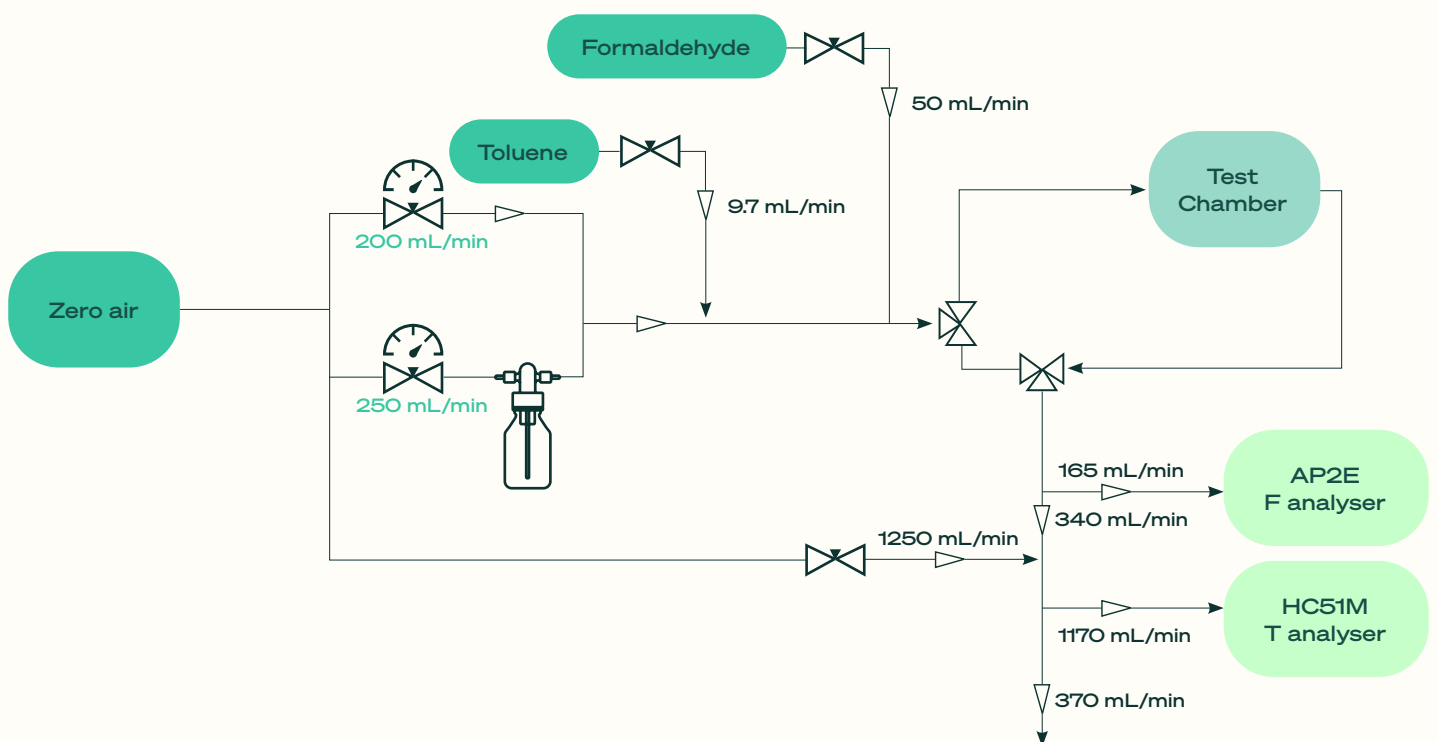 Formaldehyde
50 mL/min
Toluene
9.7 mL/min
Test
Chamber
200 mL/min
Zero air
250 mL/min
165 mL/min
AP2E
F analyser
340 mL/min
1250 mL/min
HC51M
T analyser
1170 mL/min
370 mL/min